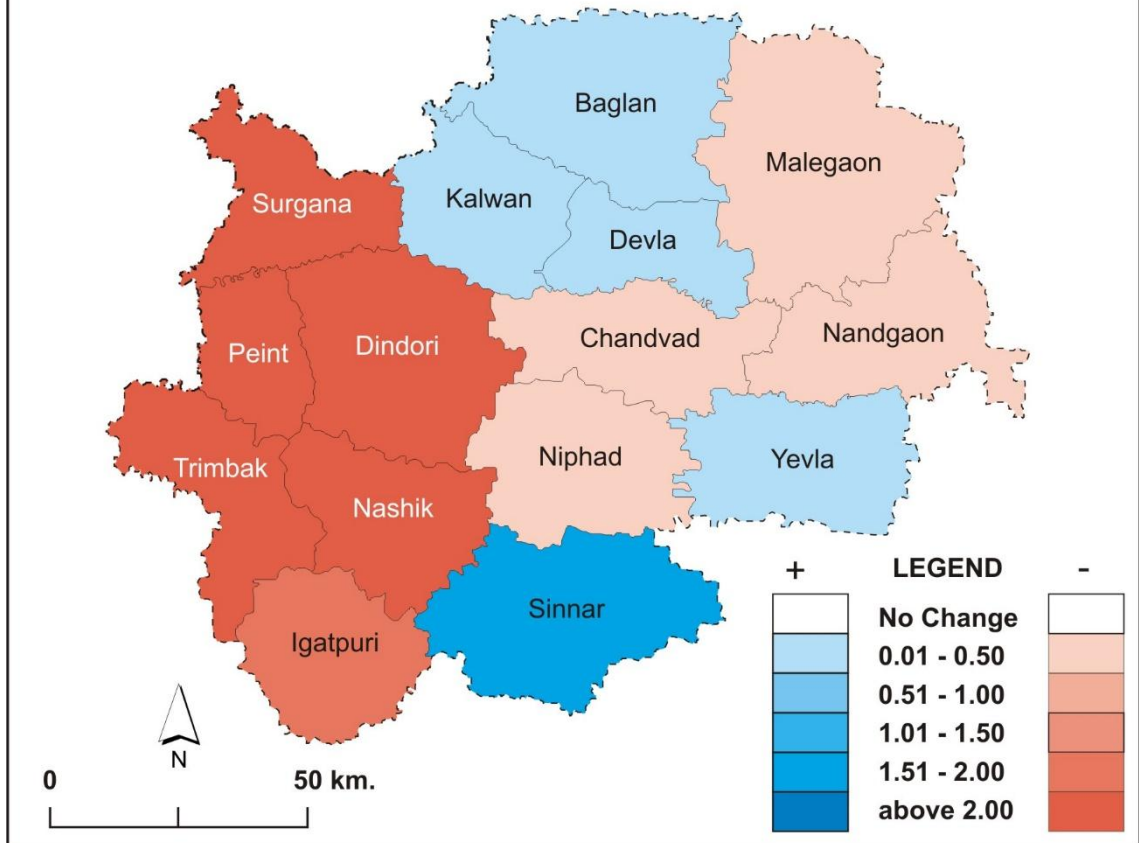 Baglan
Malegaon
Surgana
Kalwan
Devla
Peint
Dindori
Chandvad
Nandgaon
Trimbak
Niphad
Yevla
Nashik
Igatpuri
Sinnar
+ LEGEND -
No Change
0.01 - 0.50
0.51 - 1.00
1.01 - 1.50
1.51 - 2.00
above 2.00
N
0 50 km.